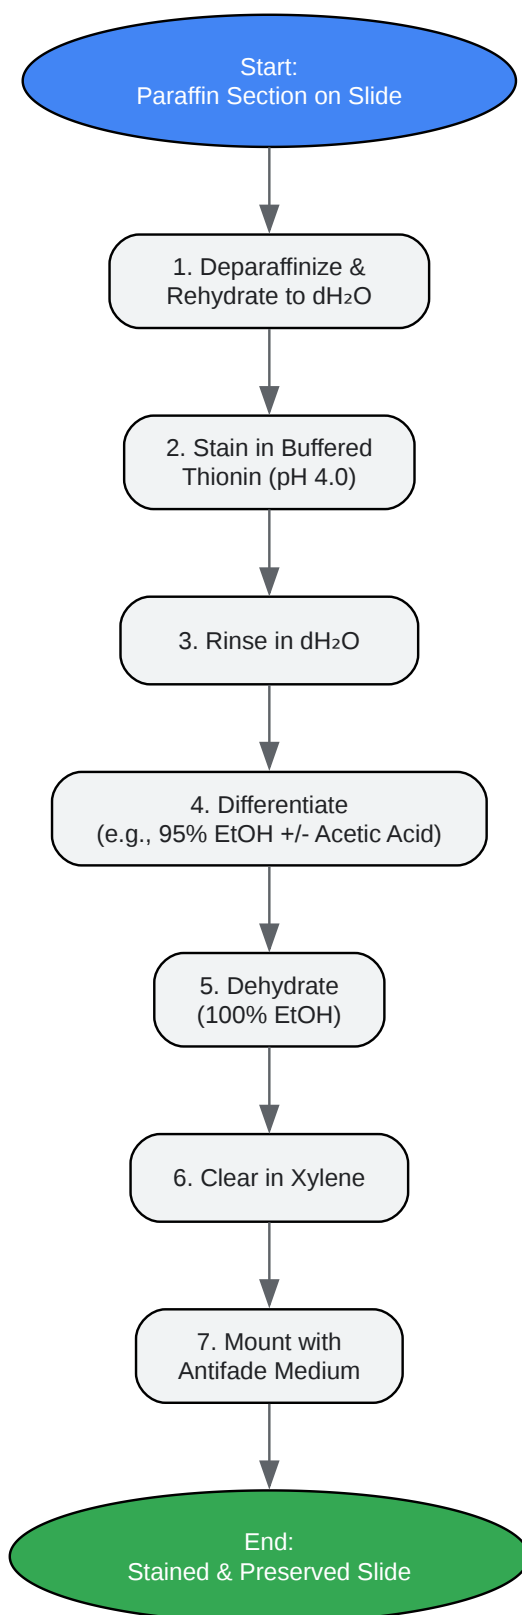 Start:
Paraffin Section on Slide
1. Deparaffinize &
Rehydrate to dH₂O
2. Stain in Buffered
Thionin (pH 4.0)
3. Rinse in dH₂O
4. Differentiate
(e.g., 95% EtOH +/- Acetic Acid)
5. Dehydrate
(100% EtOH)
6. Clear in Xylene
7. Mount with
Antifade Medium
End:
Stained & Preserved Slide